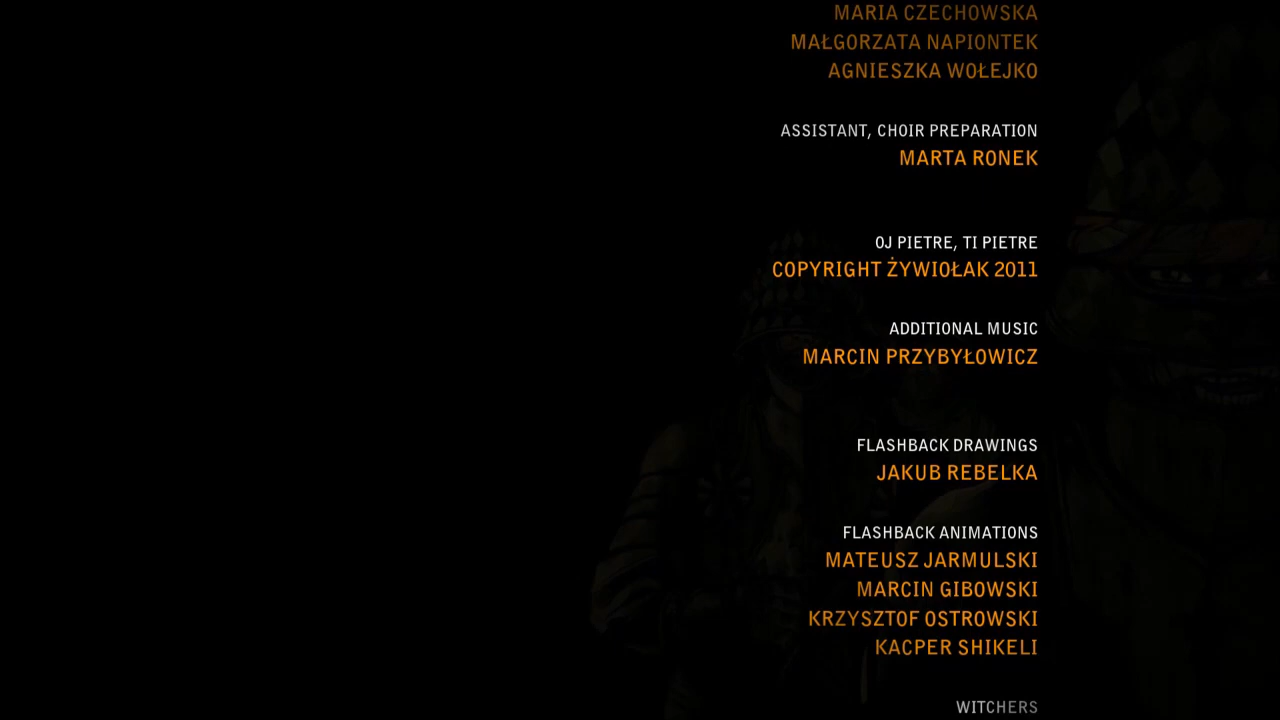 MARIA CZECHOWSKA
MAŁGORZATA NAPIONTEK
AGNIESZKA WOŁEJKO
ASSISTANT, CHOIR PREPARATION
MARTA RONEK
OJ PIETRE, TI PIETRE
COPYRIGHT ŻYWIOŁAK 2011
ADDITIONAL MUSIC
MARCIN PRZYBYŁOWICZ
FLASHBACK DRAWINGS
JAKUB REBELKA
FLASHBACK ANIMATIONS
MATEUSZ JARMULSKI
MARCIN GIBOWSKI
KRZYSZTOF OSTROWSKI
KACPER SHIKELI
WITCHERS